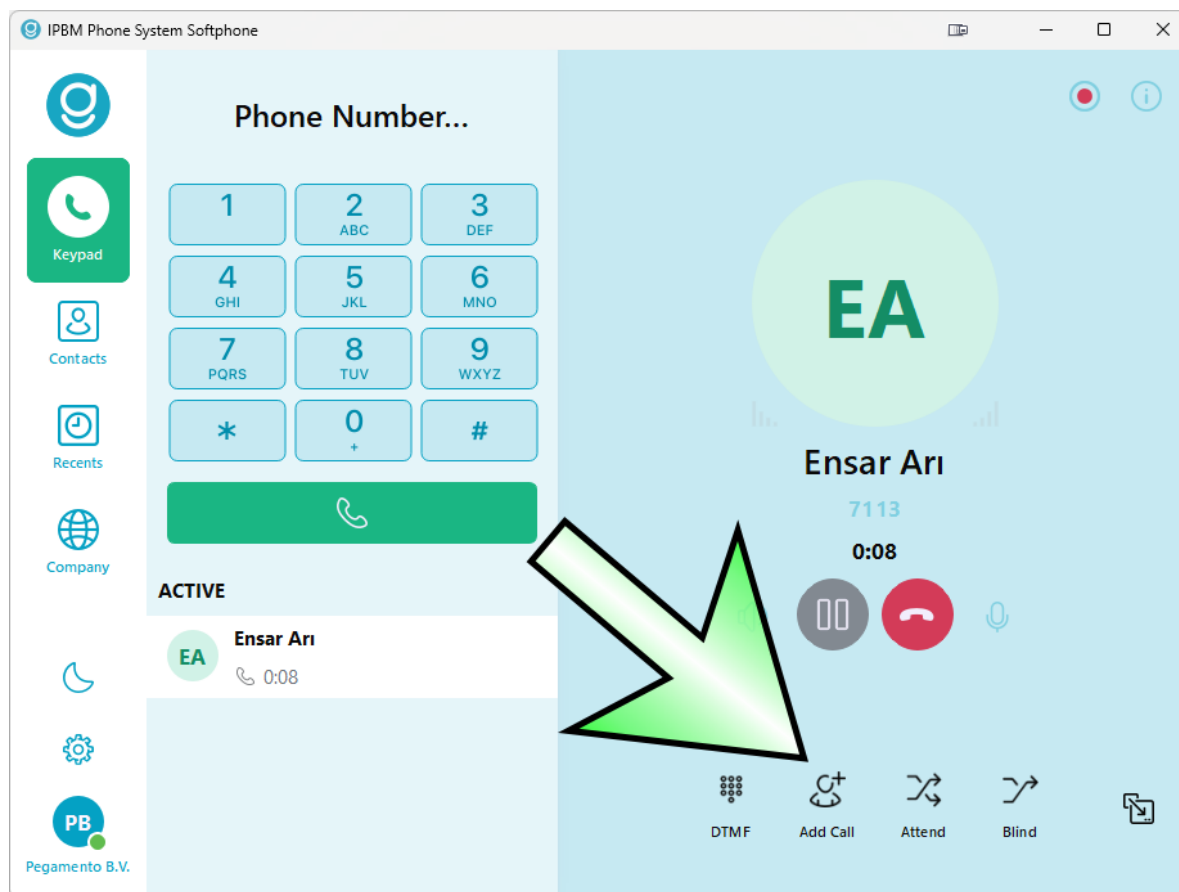 IPBM Phone System Softphone
Keypad
Contacts
Recents
Company
PB
Pegamento B.V.
Phone Number...
1
2
ABC
3
DEF
4
GHI
5
JKL
6
MNO
7
PQRS
8
TUV
9
WXYZ
*
0
+
#
ACTIVE
EA
Ensar Arı
0:08
EA
Ensar Arı
7113
0:08
DTMF
Add Call
Attend
Blind